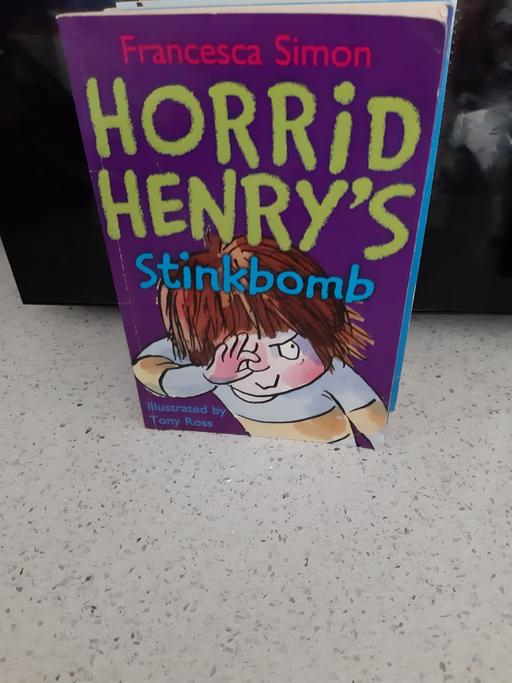 Francesca Simon
HORRiD
HENRY'S
Stinkbomb
Illustrated by
Tony Ross